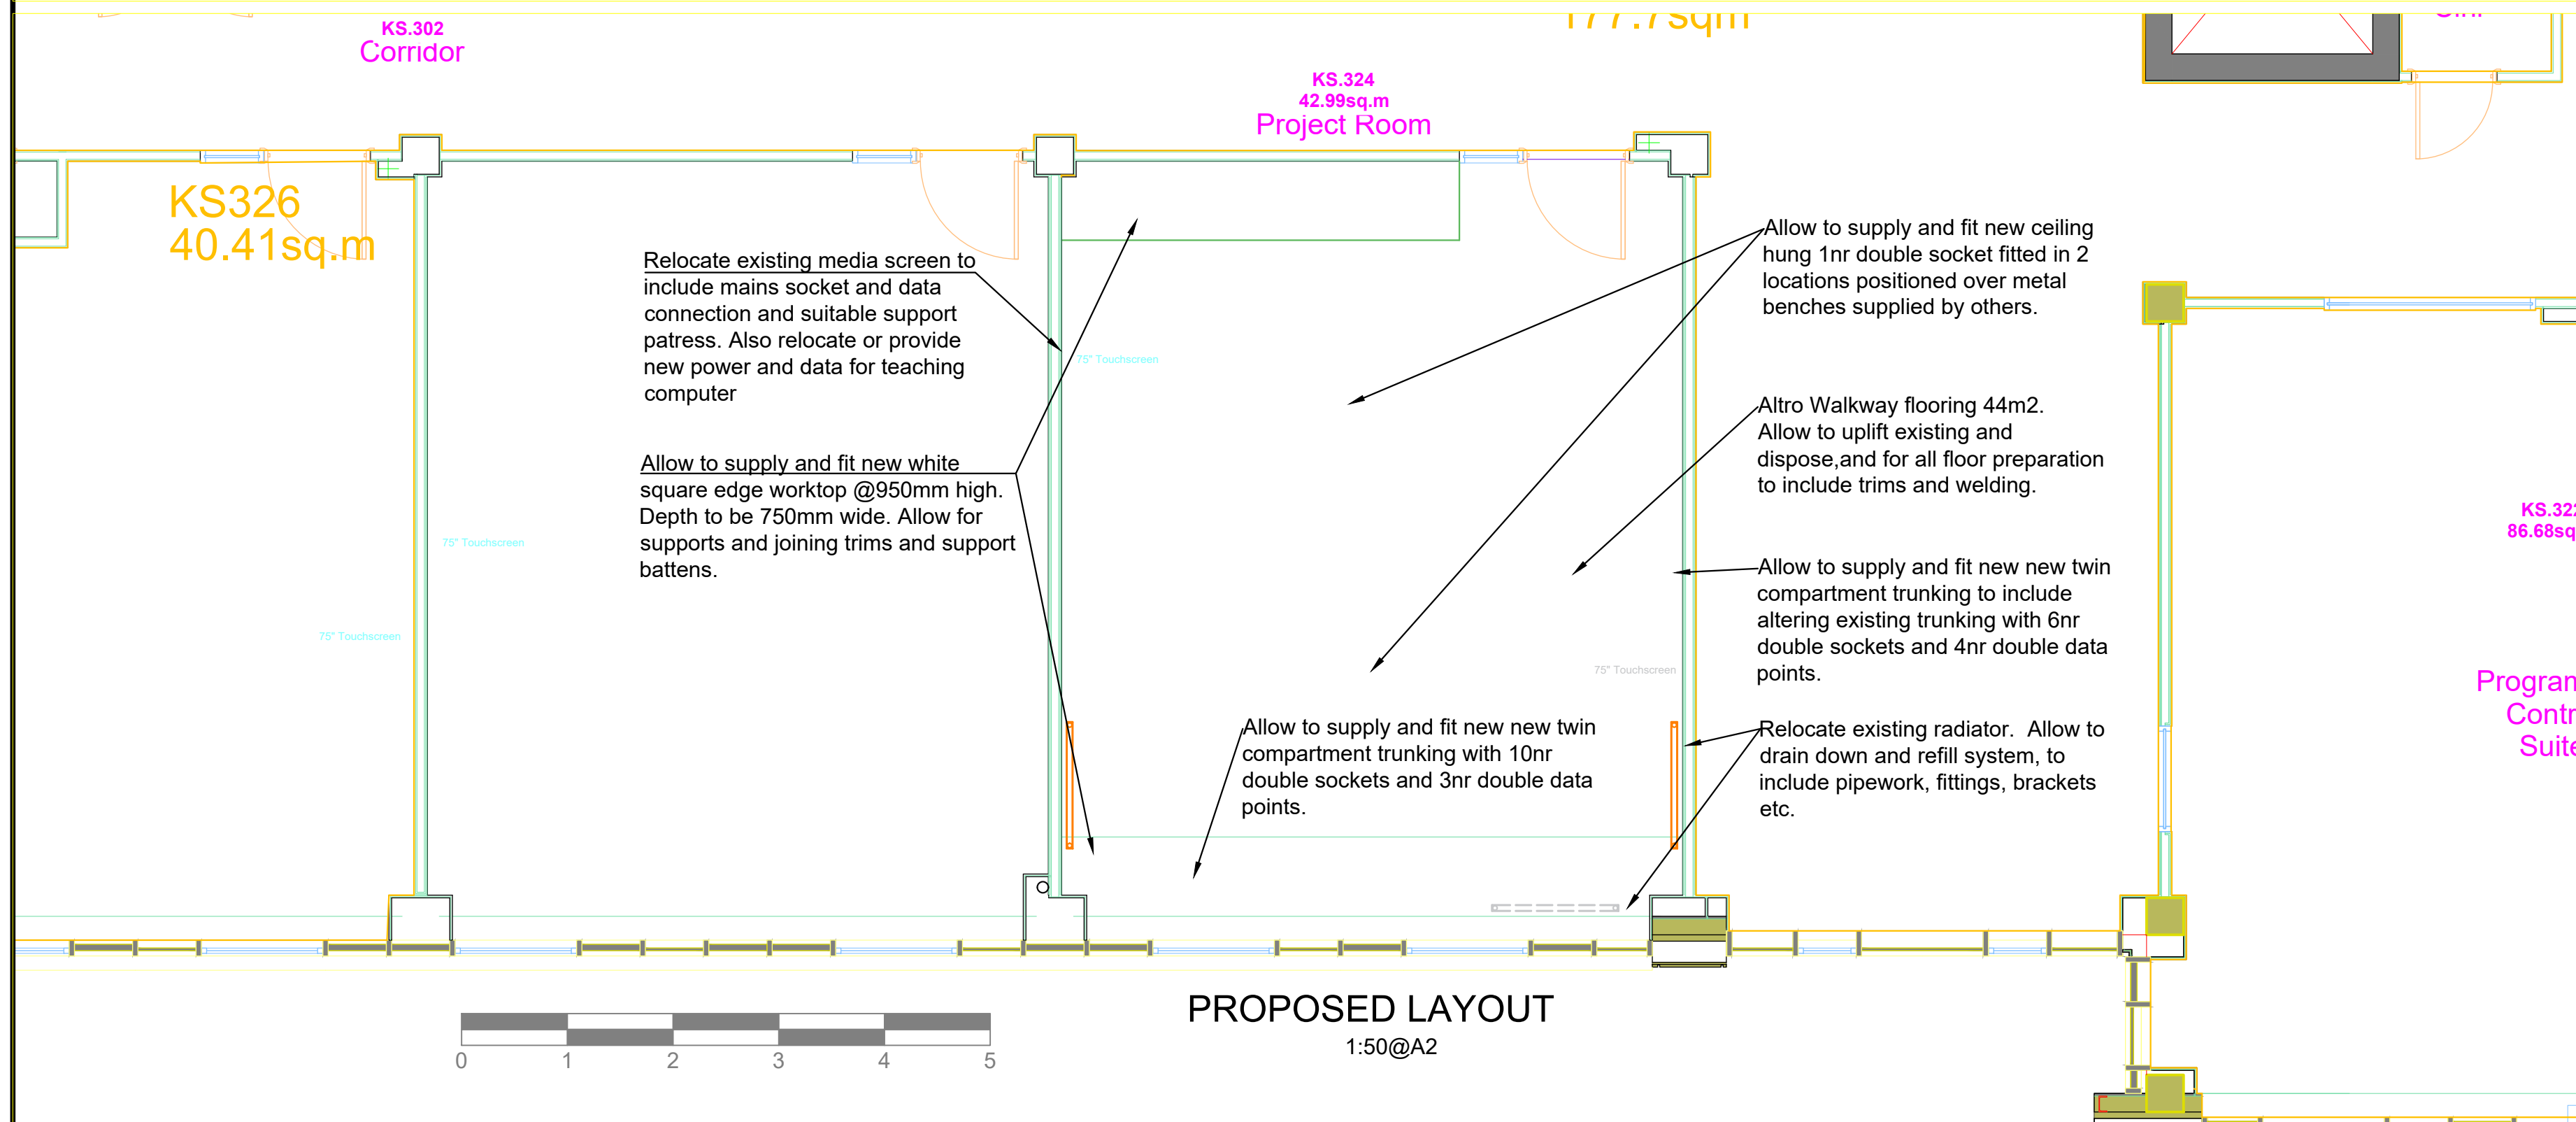 KS.302
Corridor
177.7sqm
KS.324
42.99sq.m
Project Room
KS326
40.41sq.m
Relocate existing media screen to
include mains socket and data
connection and suitable support
patress. Also relocate or provide
new power and data for teaching
computer
Allow to supply and fit new white
square edge worktop @950mm high.
Depth to be 750mm wide. Allow for
supports and joining trims and support
battens.
75" Touchscreen
75" Touchscreen
75" Touchscreen
75" Touchscreen
Allow to supply and fit new ceiling
hung 1nr double socket fitted in 2
locations positioned over metal
benches supplied by others.
Altro Walkway flooring 44m2.
Allow to uplift existing and
dispose,and for all floor preparation
to include trims and welding.
Allow to supply and fit new new twin
compartment trunking to include
altering existing trunking with 6nr
double sockets and 4nr double data
points.
Allow to supply and fit new new twin
compartment trunking with 10nr
double sockets and 3nr double data
points.
Relocate existing radiator. Allow to
drain down and refill system, to
include pipework, fittings, brackets
etc.
KS.322
86.68sq
Program
Contr
Suite
PROPOSED LAYOUT
1:50@A2
0 1 2 3 4 5